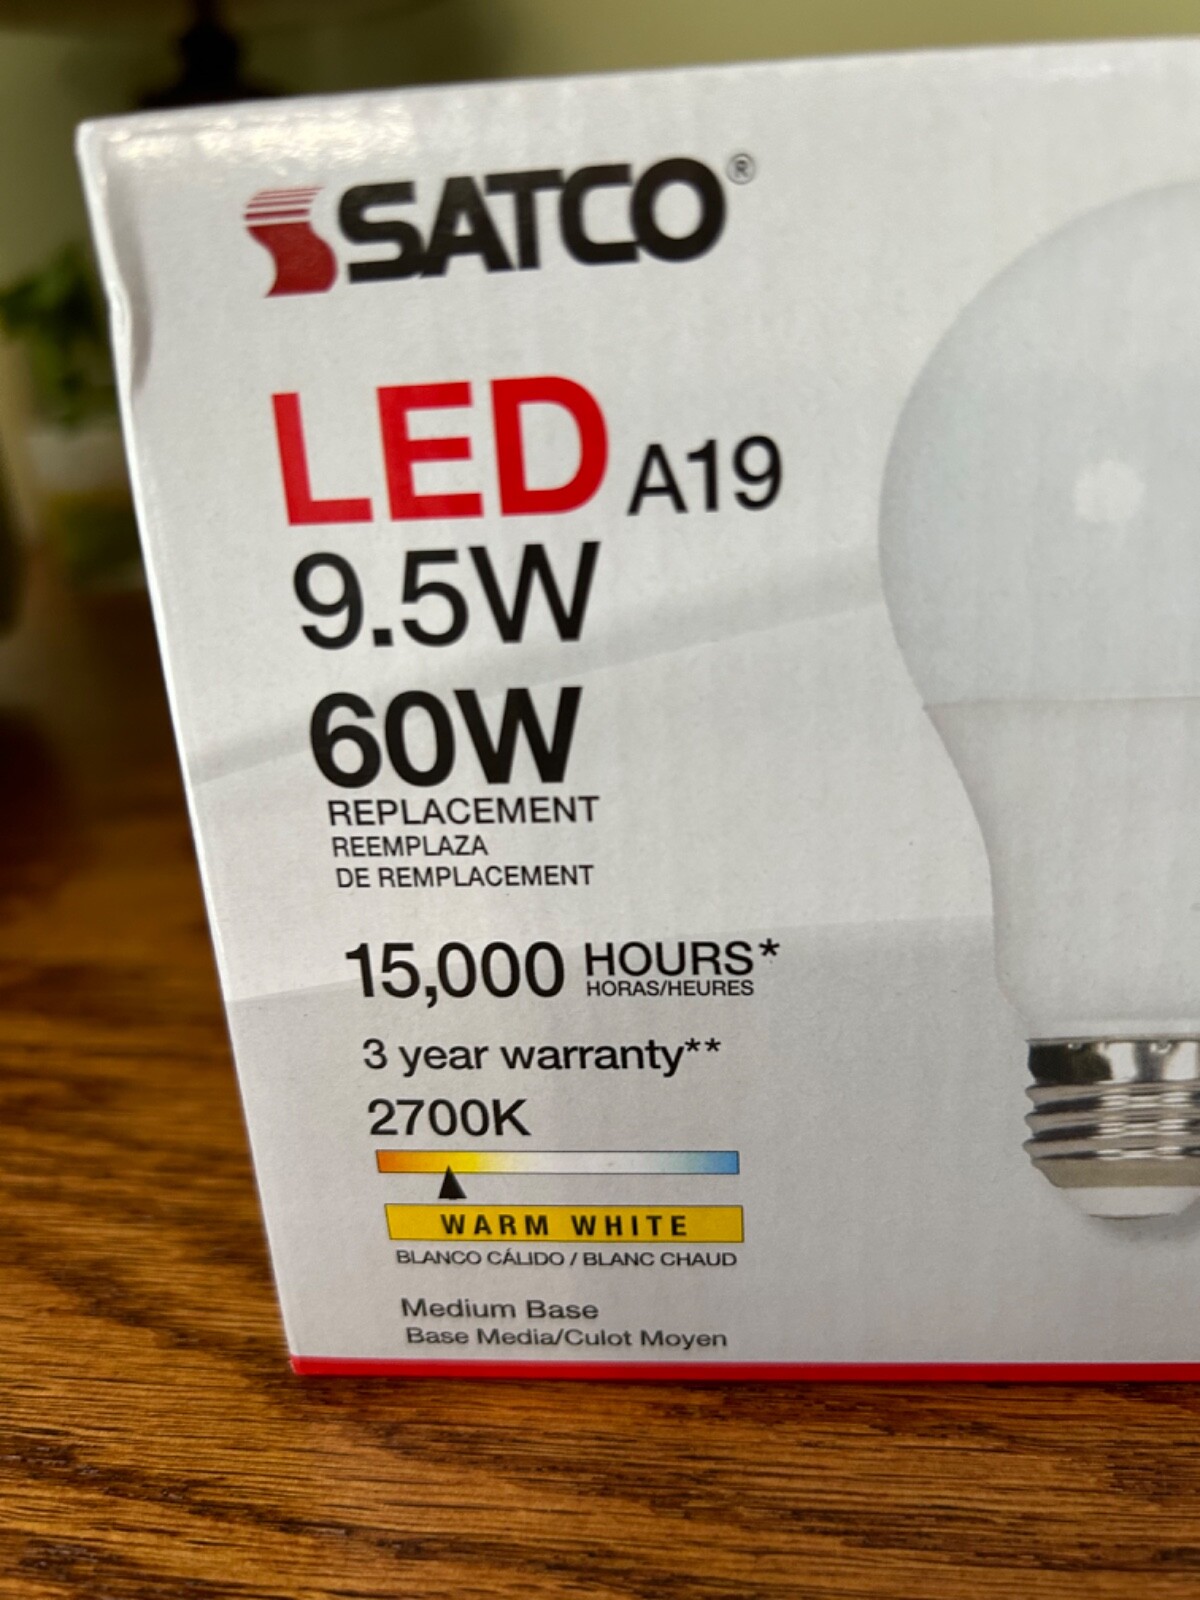 SATCO®
LED A19
9.5W
60W
REPLACEMENT
REEMPLAZA
DE REMPLACEMENT
15,000 HOURS*
HORAS/HEURES
3 year warranty**
2700K
WARM WHITE
BLANCO CÁLIDO / BLANC CHAUD
Medium Base
Base Media/Culot Moyen